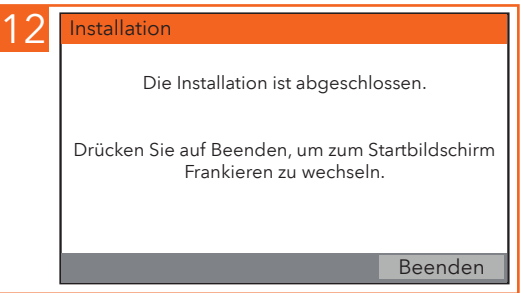 12
Installation
Die Installation ist abgeschlossen.
Drücken Sie auf Beenden, um zum Startbildschirm
Frankieren zu wechseln.
Beenden